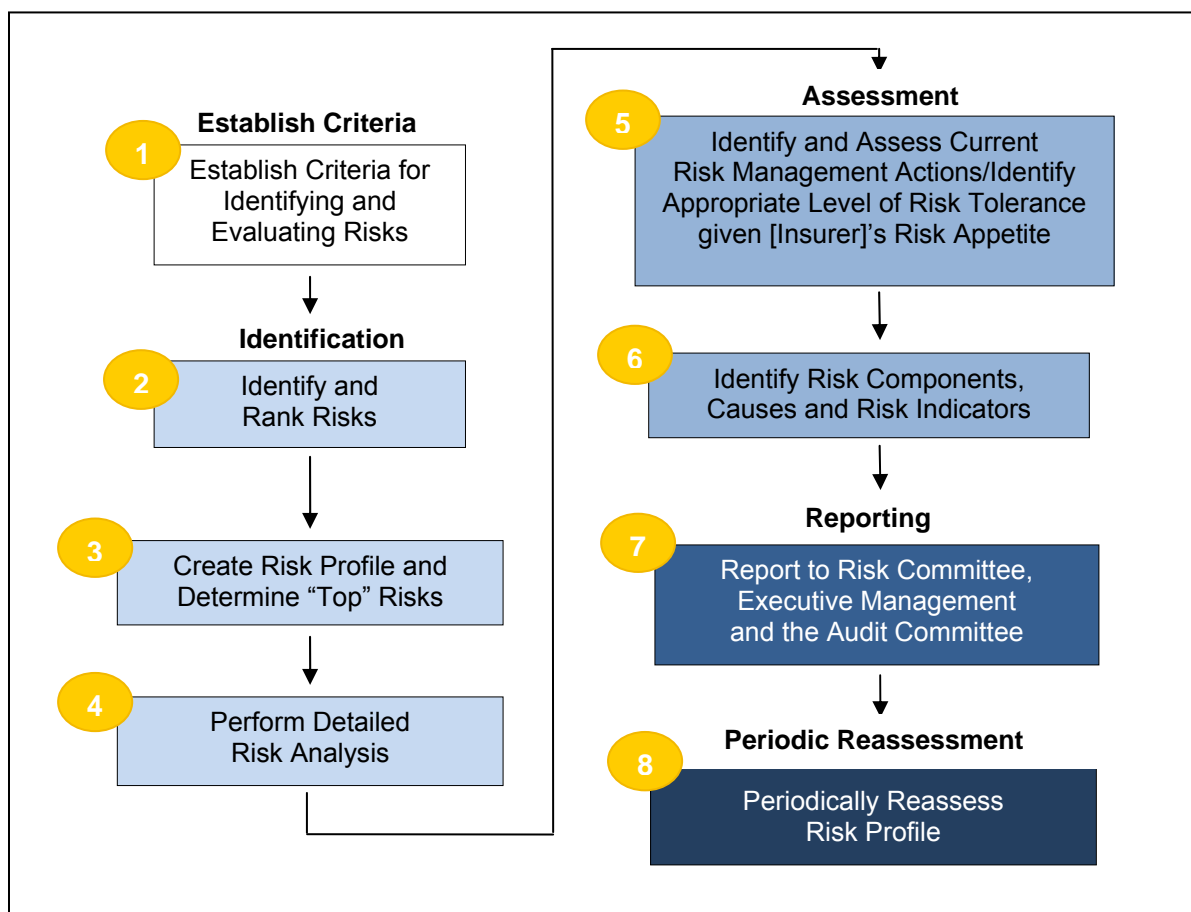 Establish Criteria
1
Establish Criteria for
Identifying and
Evaluating Risks
Identification
2
Identify and
Rank Risks
3
Create Risk Profile and
Determine “Top” Risks
4
Perform Detailed
Risk Analysis
Assessment
5
Identify and Assess Current
Risk Management Actions/Identify
Appropriate Level of Risk Tolerance
given [Insurer]’s Risk Appetite
6
Identify Risk Components,
Causes and Risk Indicators
Reporting
7
Report to Risk Committee,
Executive Management
and the Audit Committee
Periodic Reassessment
8
Periodically Reassess
Risk Profile